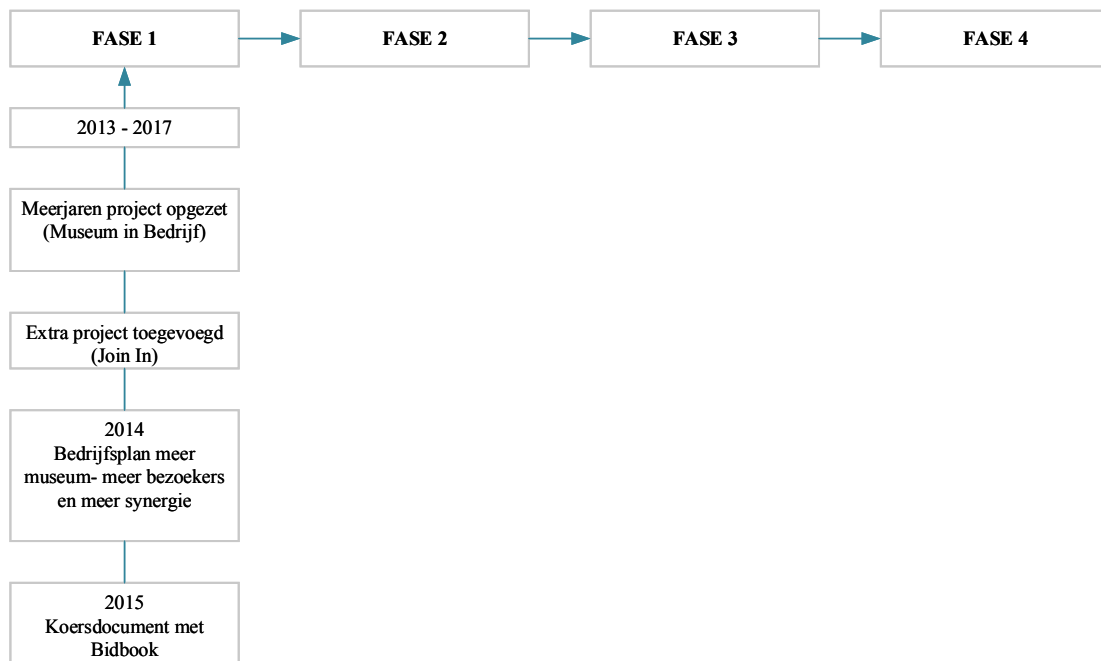 FASE 1
FASE 2
FASE 3
FASE 4
2013 - 2017
Meerjaren project opgezet
(Museum in Bedrijf)
Extra project toegevoegd
(Join In)
2014
Bedrijfsplan meer
museum- meer bezoekers
en meer synergie
2015
Koersdocument met
Bidbook